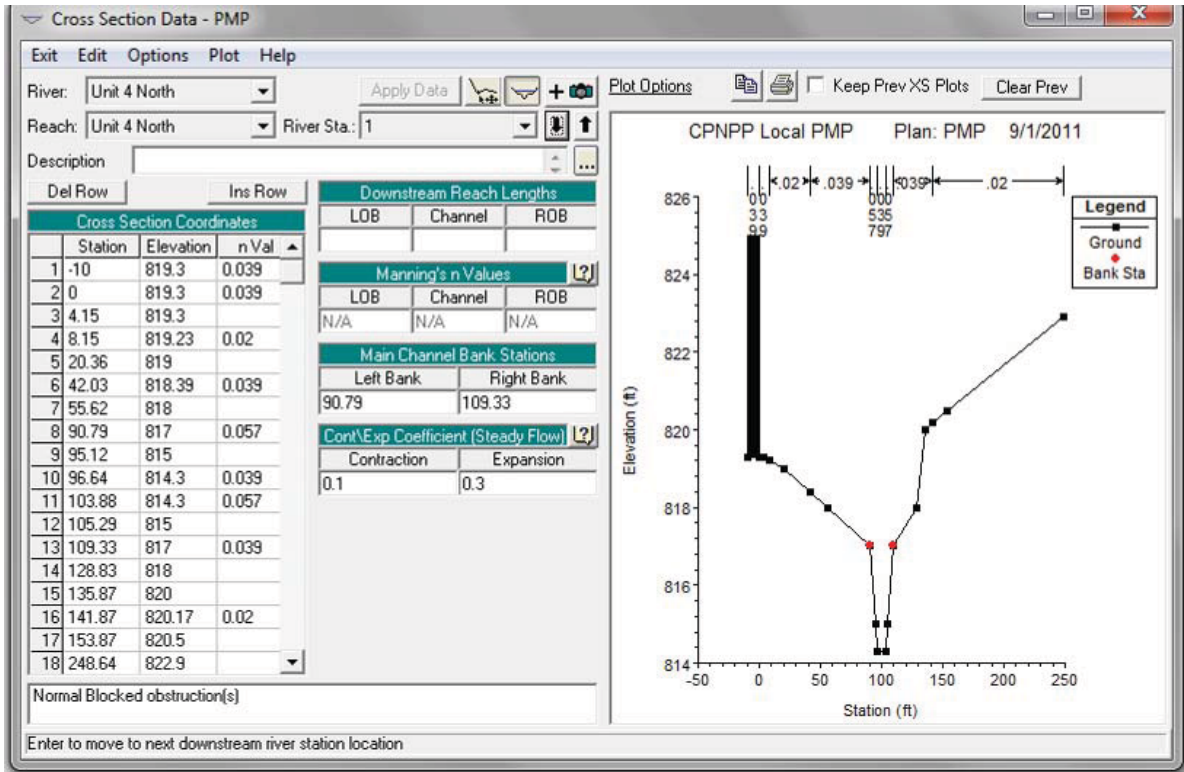 Cross Section Data - PMP
Exit Edit Options Plot Help
River: Unit 4 North Apply Data
Reach: Unit 4 North River Sta.: 1
Description ...
Del Row Ins Row
Cross Section Coordinates
Station Elevation n Val
1 -10 819.3 0.039
2 0 819.3 0.039
3 4.15 819.3
4 8.15 819.23 0.02
5 20.36 819
6 42.03 818.39 0.039
7 55.62 818
8 90.79 817 0.057
9 95.12 815
10 96.64 814.3 0.039
11 103.88 814.3 0.057
12 105.29 815
13 109.33 817 0.039
14 128.83 818
15 135.87 820
16 141.87 820.17 0.02
17 153.87 820.5
18 248.64 822.9
Downstream Reach Lengths
LOB Channel ROB
Manning's n Values
LOB Channel ROB
N/A N/A N/A
Main Channel Bank Stations
Left Bank Right Bank
90.79 109.33
Cont\Exp Coefficient (Steady Flow)
Contraction Expansion
0.1 0.3
Normal Blocked obstruction(s)
Enter to move to next downstream river station location
Plot Options Keep Prev XS Plots Clear Prev
CPNPP Local PMP Plan: PMP 9/1/2011
.02 .039 .039 .02
Legend
Ground
Bank Sta
Elevation (ft)
826
824
822
820
818
816
814
-50 0 50 100 150 200 250
Station (ft)